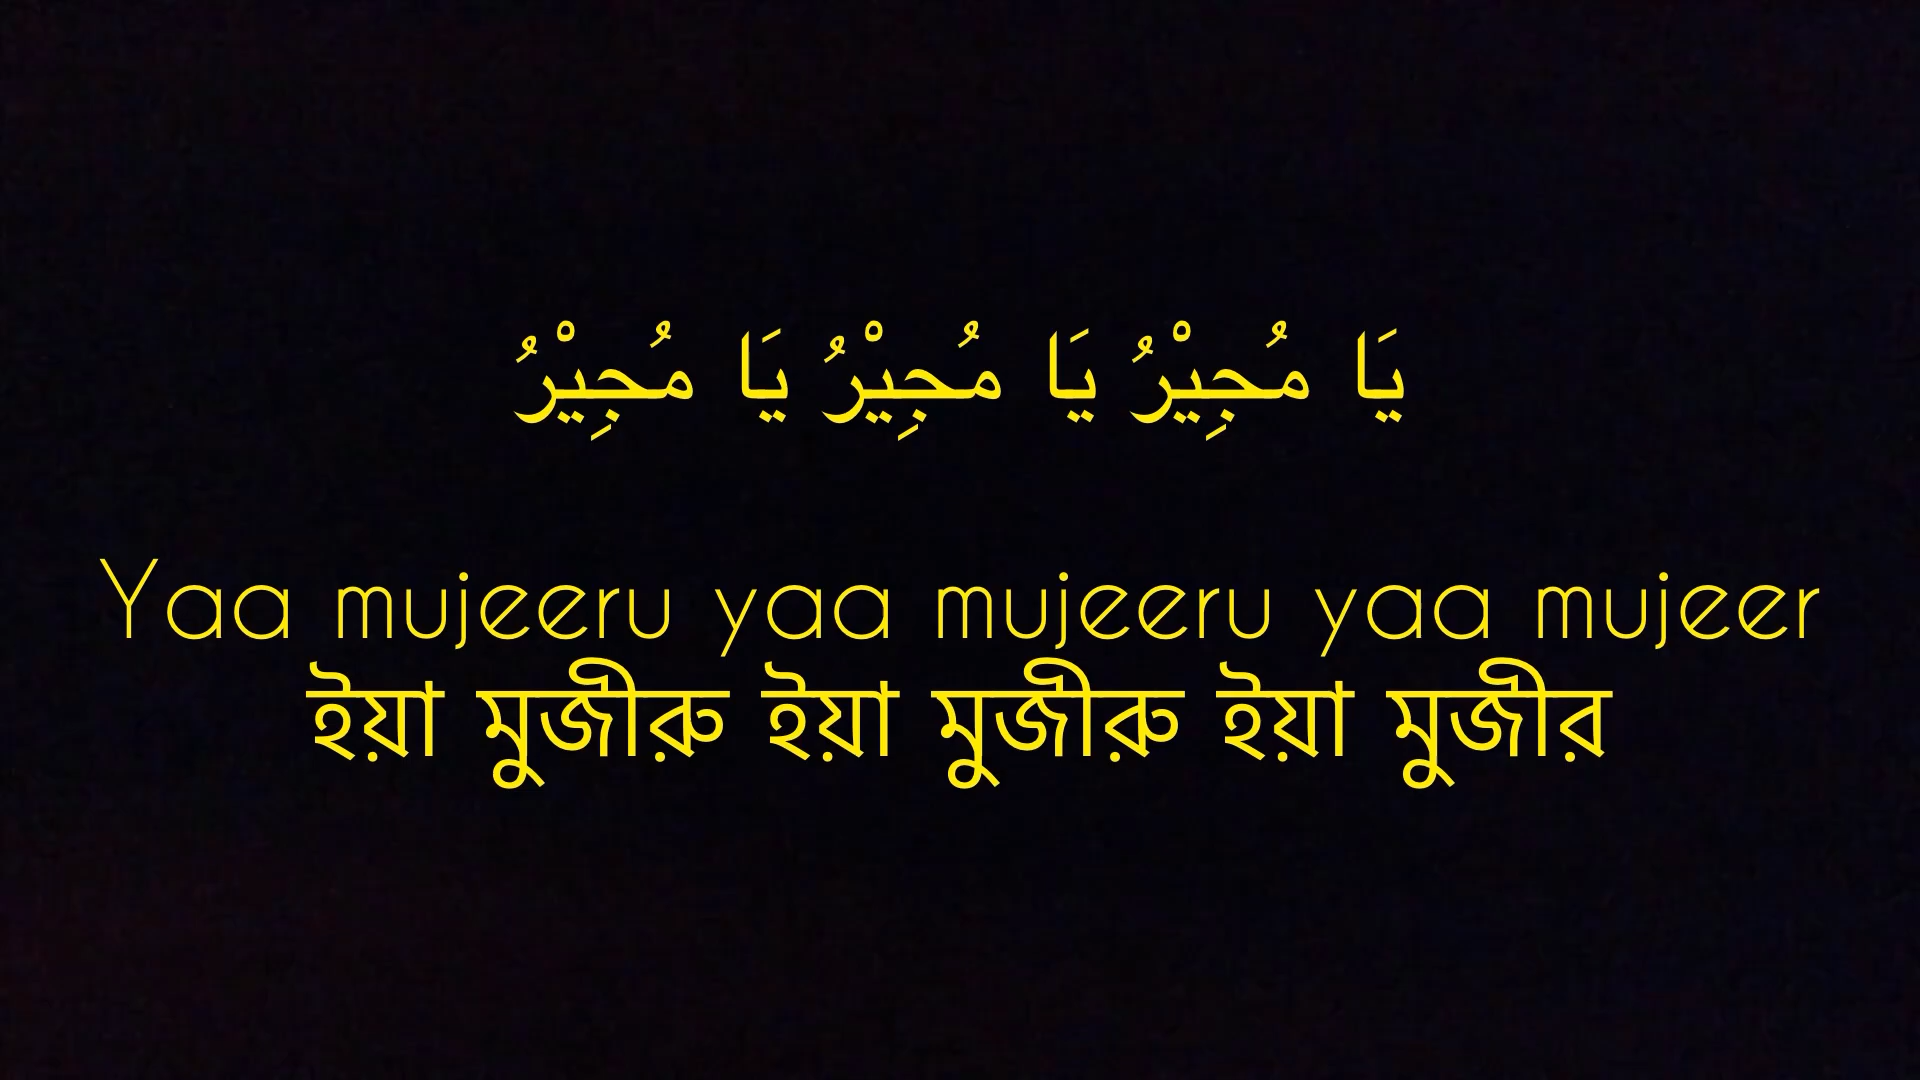 يَا مُجِيْرُ يَا مُجِيْرُ يَا مُجِيْرُ
Yaa mujeeru yaa mujeeru yaa mujeer
ইয়া মুজীরু ইয়া মুজীরু ইয়া মুজীর